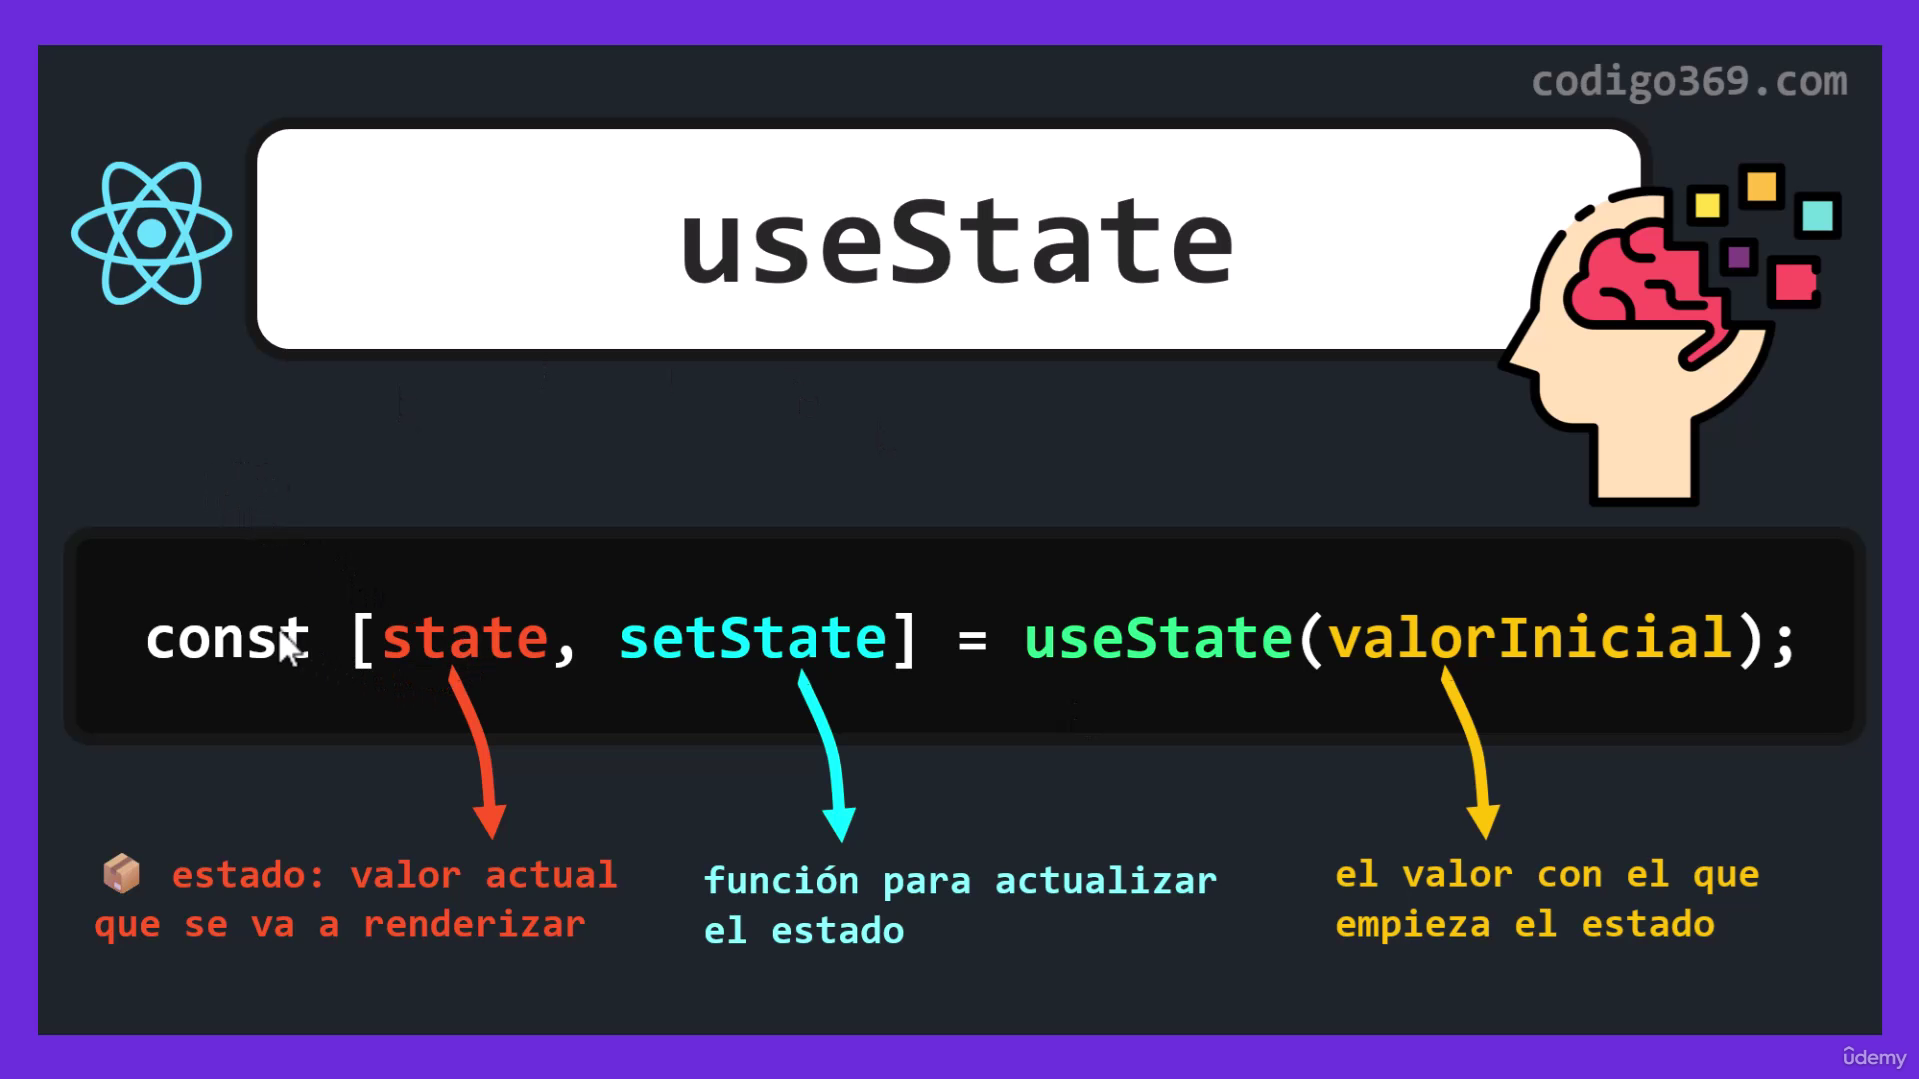 codigo369.com
useState
const [state, setState] = useState(valorInicial);
estado: valor actual
que se va a renderizar
función para actualizar
el estado
el valor con el que
empieza el estado
ûdemy